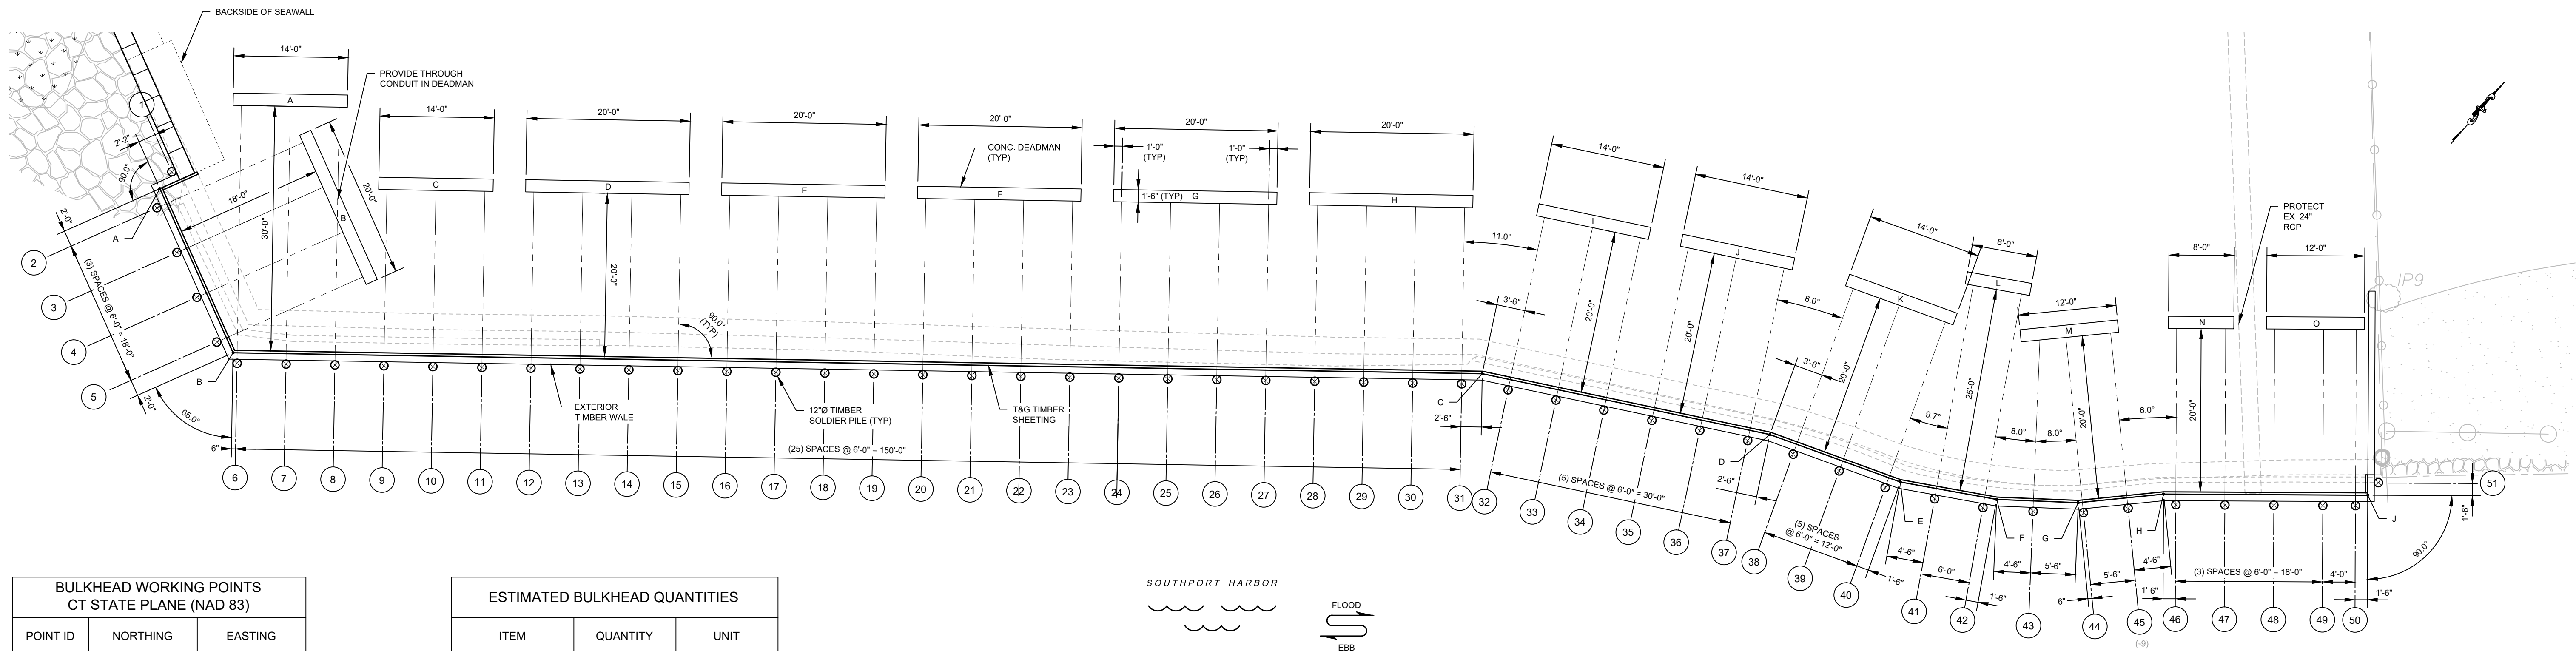 BACKSIDE OF SEAWALL
14'-0"
PROVIDE THROUGH
CONDUIT IN DEADMAN
A
1
2'-2"
90.0°
18'-0"
30'-0"
20'-0"
B
A
2'-0"
2
3
4
5
(3) SPACES @ 6'-0" = 18'-0"
2'-0"
B
65.0°
6"
14'-0"
C
20'-0"
D
20'-0"
20'-0"
E
20'-0"
F
CONC. DEADMAN
(TYP)
20'-0"
1'-0"
(TYP)
1'-0"
(TYP)
1'-6" (TYP)
G
20'-0"
H
90.0°
(TYP)
EXTERIOR
TIMBER WALE
12"Ø TIMBER
SOLDIER PILE (TYP)
T&G TIMBER
SHEETING
(25) SPACES @ 6'-0" = 150'-0"
6
7
8
9
10
11
12
13
14
15
16
17
18
19
20
21
22
23
24
25
26
27
28
29
30
31
11.0°
C
2'-6"
3'-6"
14'-0"
I
20'-0"
14'-0"
J
20'-0"
8.0°
(5) SPACES @ 6'-0" = 30'-0"
32
33
34
35
36
37
D
2'-6"
3'-6"
14'-0"
K
20'-0"
9.7°
(5) SPACES
@ 6'-0" = 12'-0"
38
39
40
1'-6"
E
8'-0"
L
25'-0"
4'-6"
6'-0"
1'-6"
41
42
8.0°
8.0°
F
4'-6"
5'-6"
43
G
12'-0"
M
20'-0"
6.0°
6"
5'-6"
4'-6"
1'-6"
44
45
(-9)
H
8'-0"
N
20'-0"
PROTECT
EX. 24"
RCP
12'-0"
O
IP9
(3) SPACES @ 6'-0" = 18'-0"
4'-0"
1'-6"
46
47
48
49
50
51
1'-6"
J
90.0°
BULKHEAD WORKING POINTS
CT STATE PLANE (NAD 83)
POINT ID NORTHING EASTING
ESTIMATED BULKHEAD QUANTITIES
ITEM QUANTITY UNIT
SOUTHPORT HARBOR
FLOOD
EBB